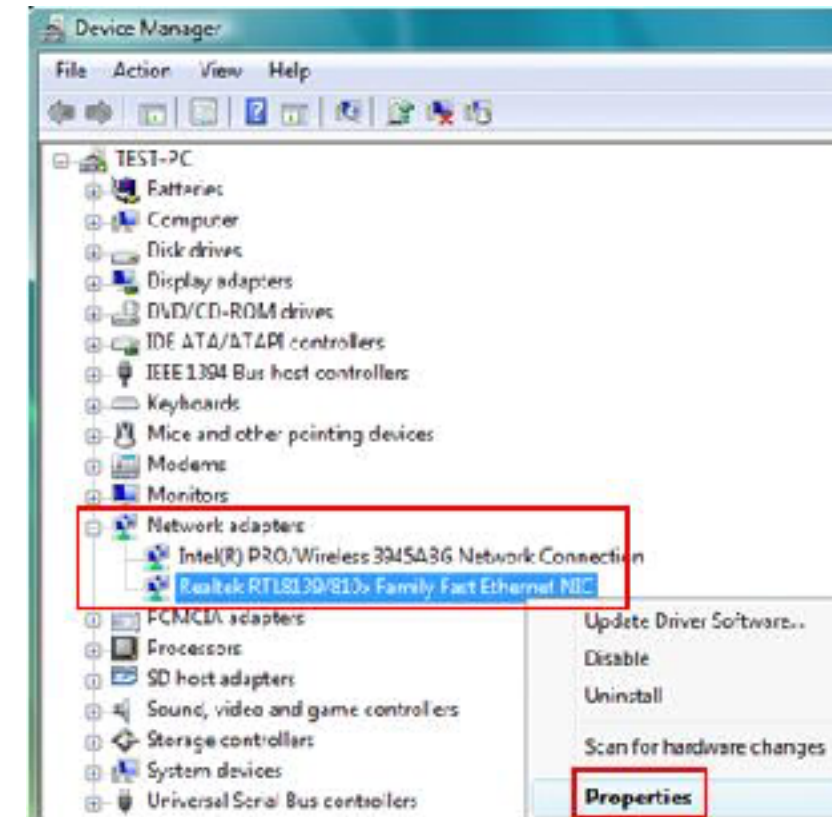 Device Manager
File Action View Help
TEST-PC
Batteries
Computer
Disk drives
Display adapters
DVD/CD-ROM drives
IDE ATA/ATAPI controllers
IEEE 1394 Bus host controllers
Keyboards
Mice and other pointing devices
Modems
Monitors
Network adapters
Intel(R) PRO/Wireless 3945ABG Network Connection
Realtek RTL8139/810x Family Fast Ethernet NIC
PCMCIA adapters
Processors
SD host adapters
Sound, video and game controllers
Storage controllers
System devices
Universal Serial Bus controllers
Update Driver Software...
Disable
Uninstall
Scan for hardware changes
Properties